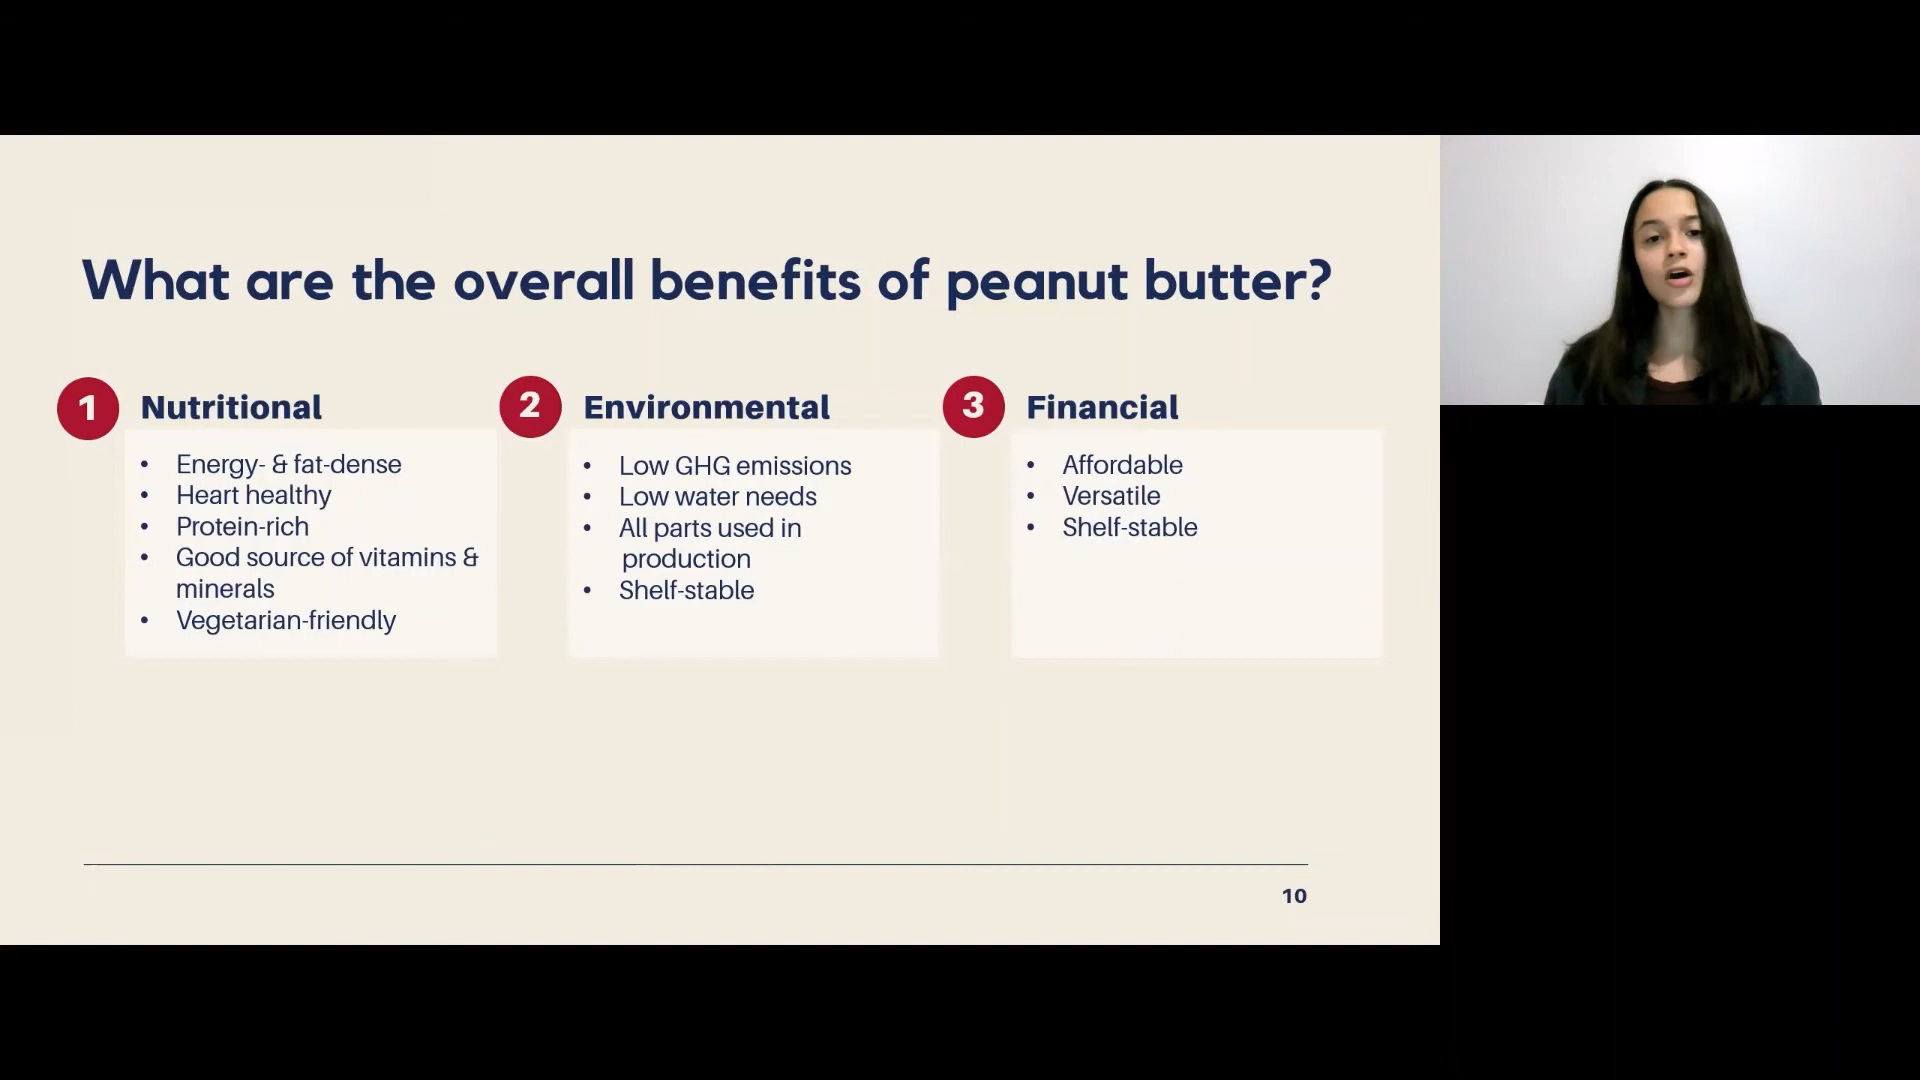 What are the overall benefits of peanut butter?
1 Nutritional
• Energy- & fat-dense
• Heart healthy
• Protein-rich
• Good source of vitamins &
minerals
• Vegetarian-friendly
2 Environmental
• Low GHG emissions
• Low water needs
• All parts used in
production
• Shelf-stable
3 Financial
• Affordable
• Versatile
• Shelf-stable
10